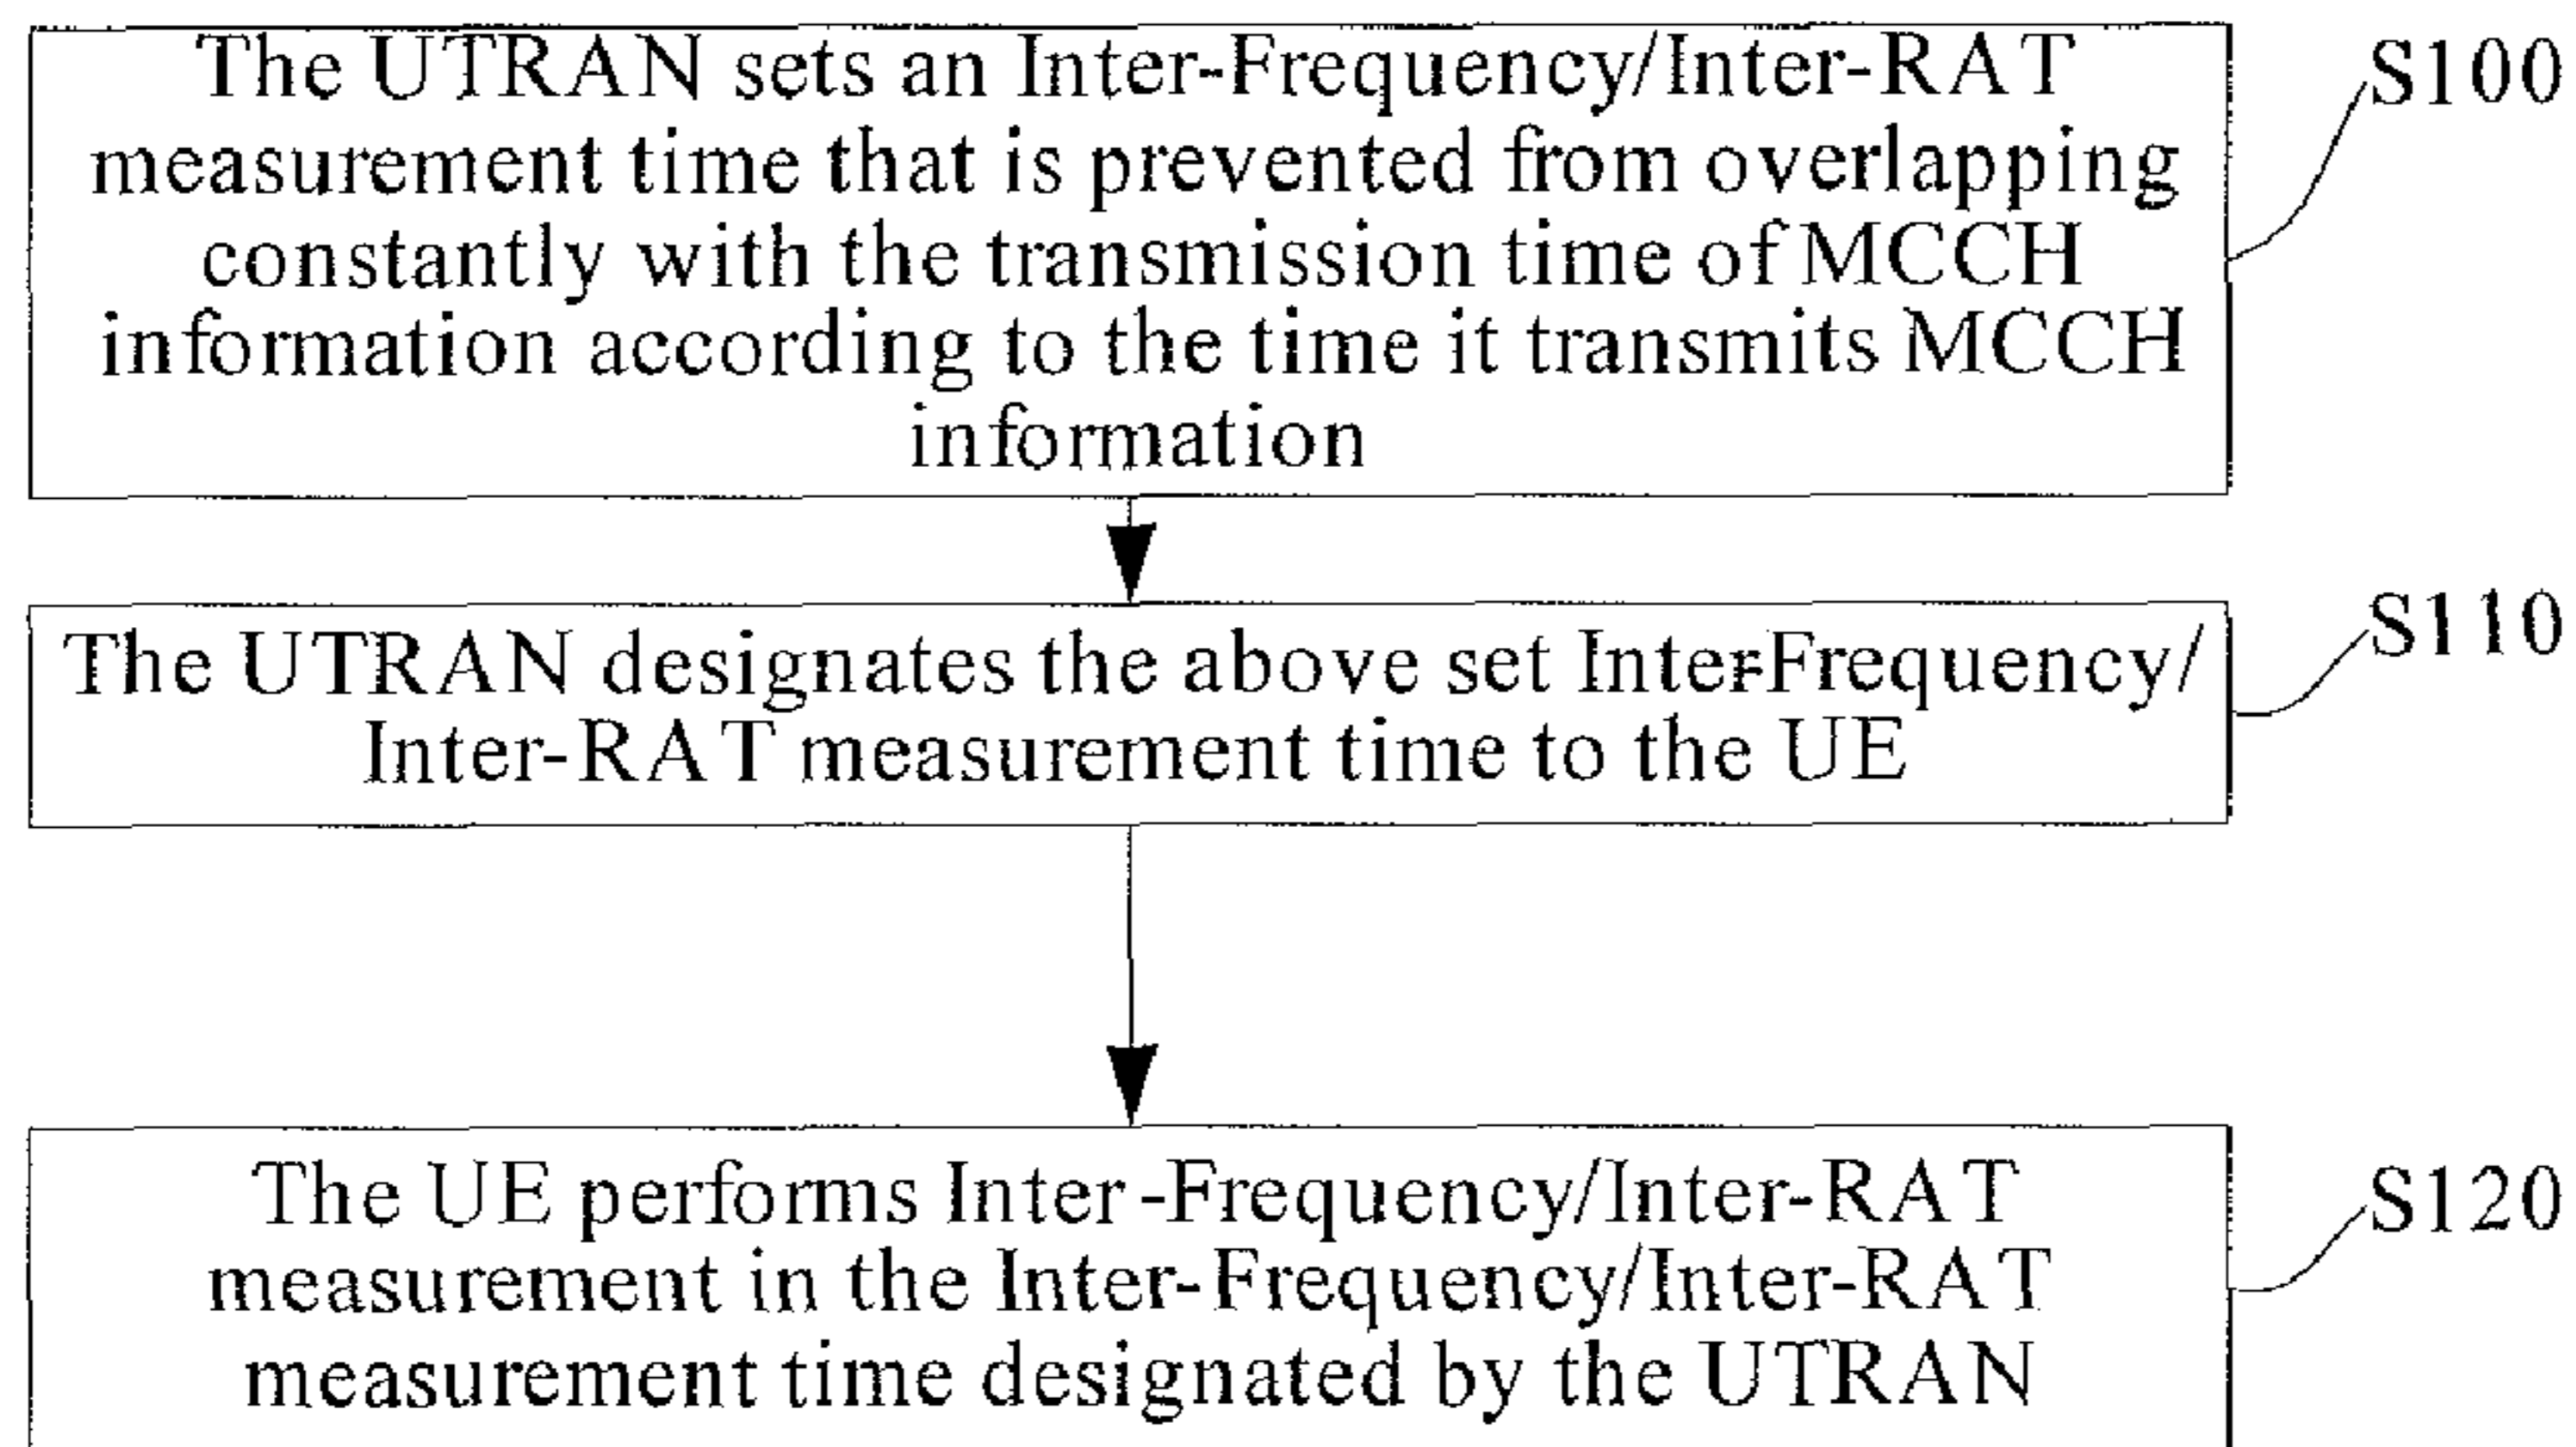 The UTRAN sets an Inter-Frequency/Inter-RAT
measurement time that is prevented from overlapping
constantly with the transmission time of MCCH
information according to the time it transmits MCCH
information
S100
The UTRAN designates the above set Inter-Frequency/
Inter-RAT measurement time to the UE
S110
The UE performs Inter-Frequency/Inter-RAT
measurement in the Inter-Frequency/Inter-RAT
measurement time designated by the UTRAN
S120